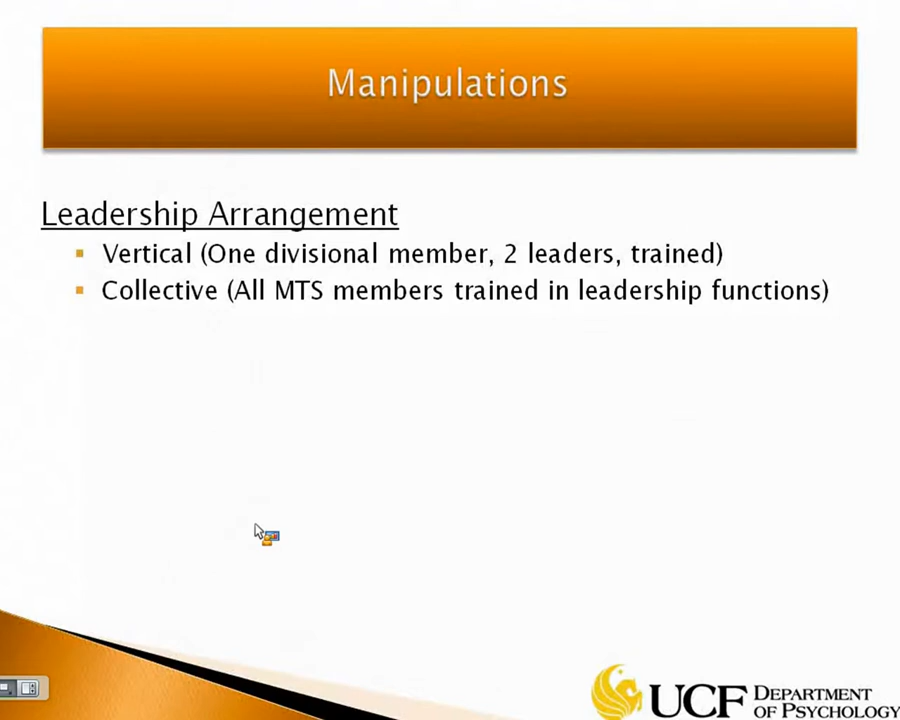 Manipulations
Leadership Arrangement
Vertical (One divisional member, 2 leaders, trained)
Collective (All MTS members trained in leadership functions)
UCF DEPARTMENT
OF PSYCHOLOGY